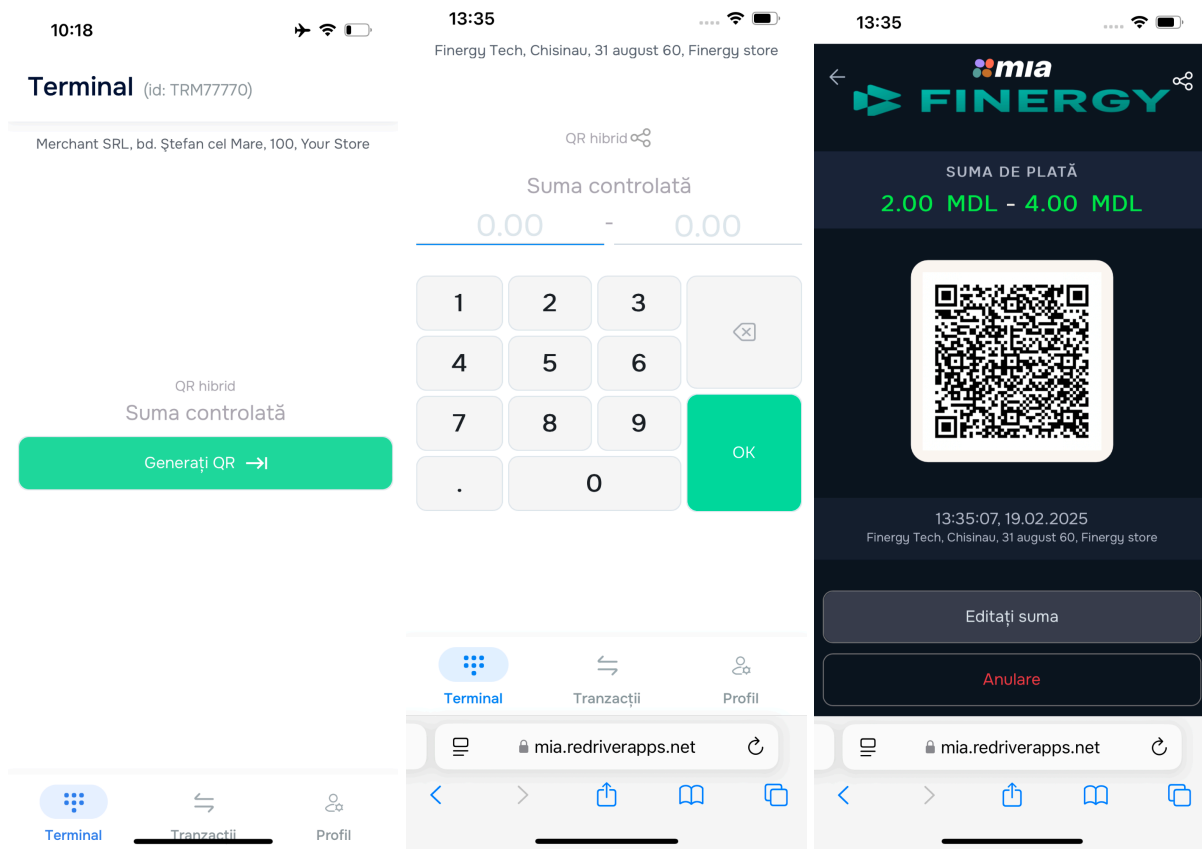 10:18
Terminal (id: TRM77770)
Merchant SRL, bd. Ștefan cel Mare, 100, Your Store
QR hibrid
Suma controlată
Generați QR
Terminal
Tranzacții
Profil
13:35
Finergy Tech, Chisinau, 31 august 60, Finergy store
QR hibrid
Suma controlată
0.00 - 0.00
1 2 3
4 5 6
7 8 9
OK
. 0
Terminal
Tranzacții
Profil
mia.redriverapps.net
13:35
mia
FINERGY
SUMA DE PLATĂ
2.00 MDL - 4.00 MDL
13:35:07, 19.02.2025
Finergy Tech, Chisinau, 31 august 60, Finergy store
Editați suma
Anulare
mia.redriverapps.net